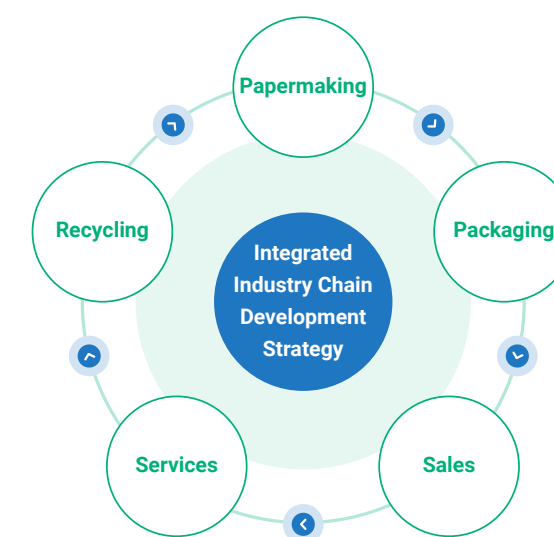 Papermaking
Recycling
Packaging
Integrated
Industry Chain
Development
Strategy
Services
Sales